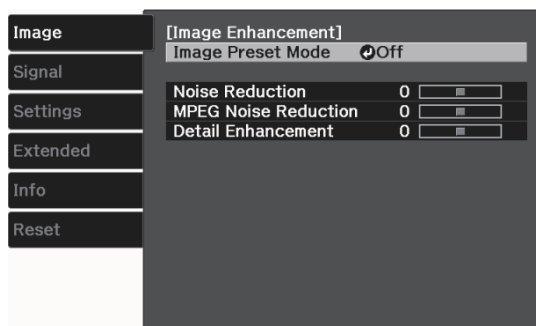 Image
Signal
Settings
Extended
Info
Reset
[Image Enhancement]
Image Preset Mode Off
Noise Reduction 0
MPEG Noise Reduction 0
Detail Enhancement 0